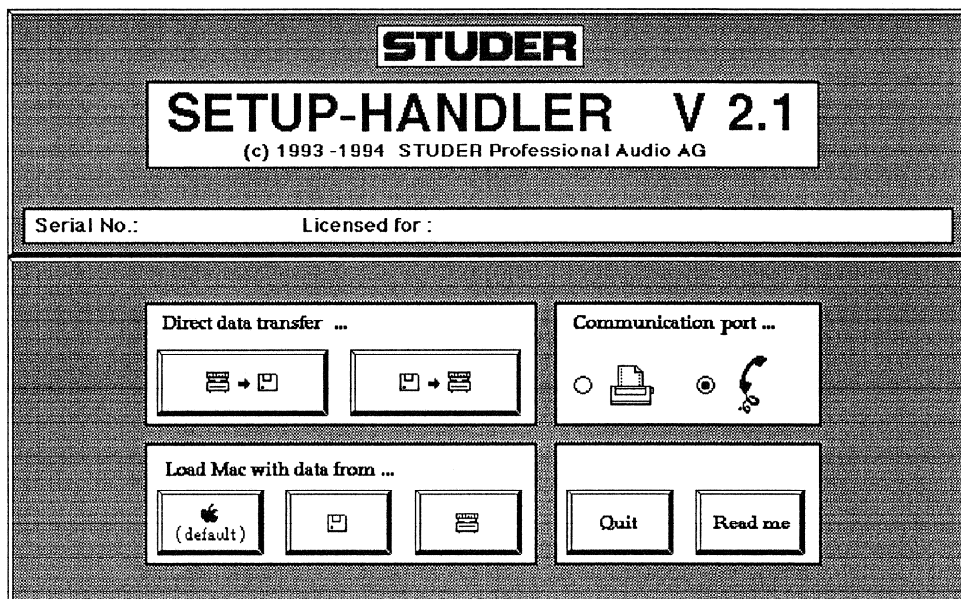 STUDER
SETUP-HANDLER V 2.1
(c) 1993 -1994 STUDER Professional Audio AG
Serial No.: Licensed for :
Direct data transfer ...
Communication port ...
Load Mac with data from ...
(default)
Quit
Read me